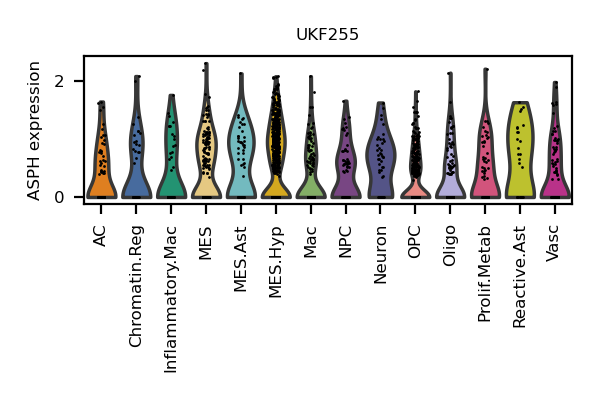 UKF255
ASPH expression
2
0
AC
Chromatin.Reg
Inflammatory.Mac
MES
MES.Ast
MES.Hyp
Mac
NPC
Neuron
OPC
Oligo
Prolif.Metab
Reactive.Ast
Vasc